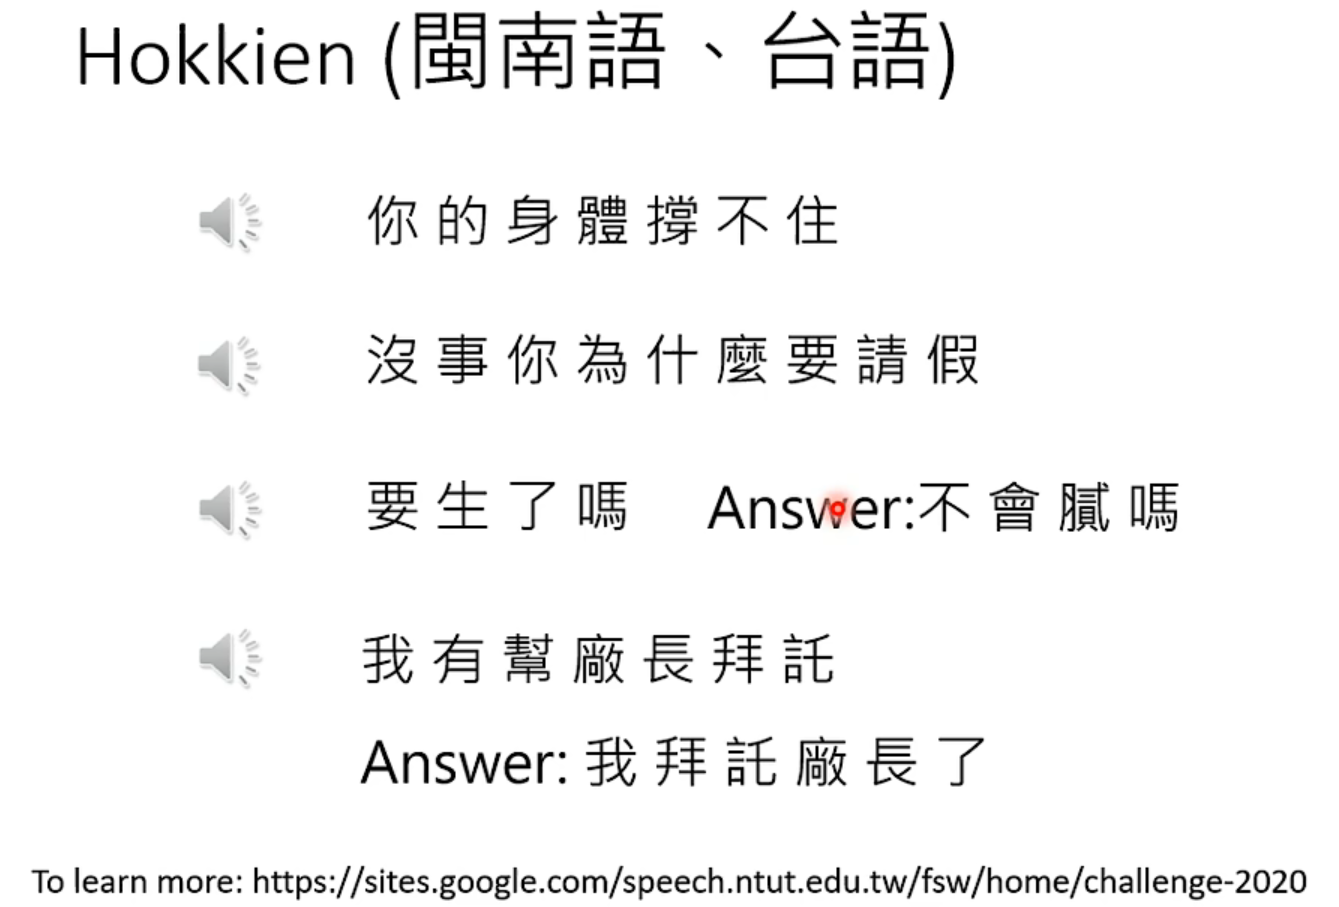 Hokkien (閩南語、台語)
你的身體撐不住
沒事你為什麼要請假
要生了嗎 Answer:不會膩嗎
我有幫廠長拜託
Answer: 我拜託廠長了
To learn more: https://sites.google.com/speech.ntut.edu.tw/fsw/home/challenge-2020